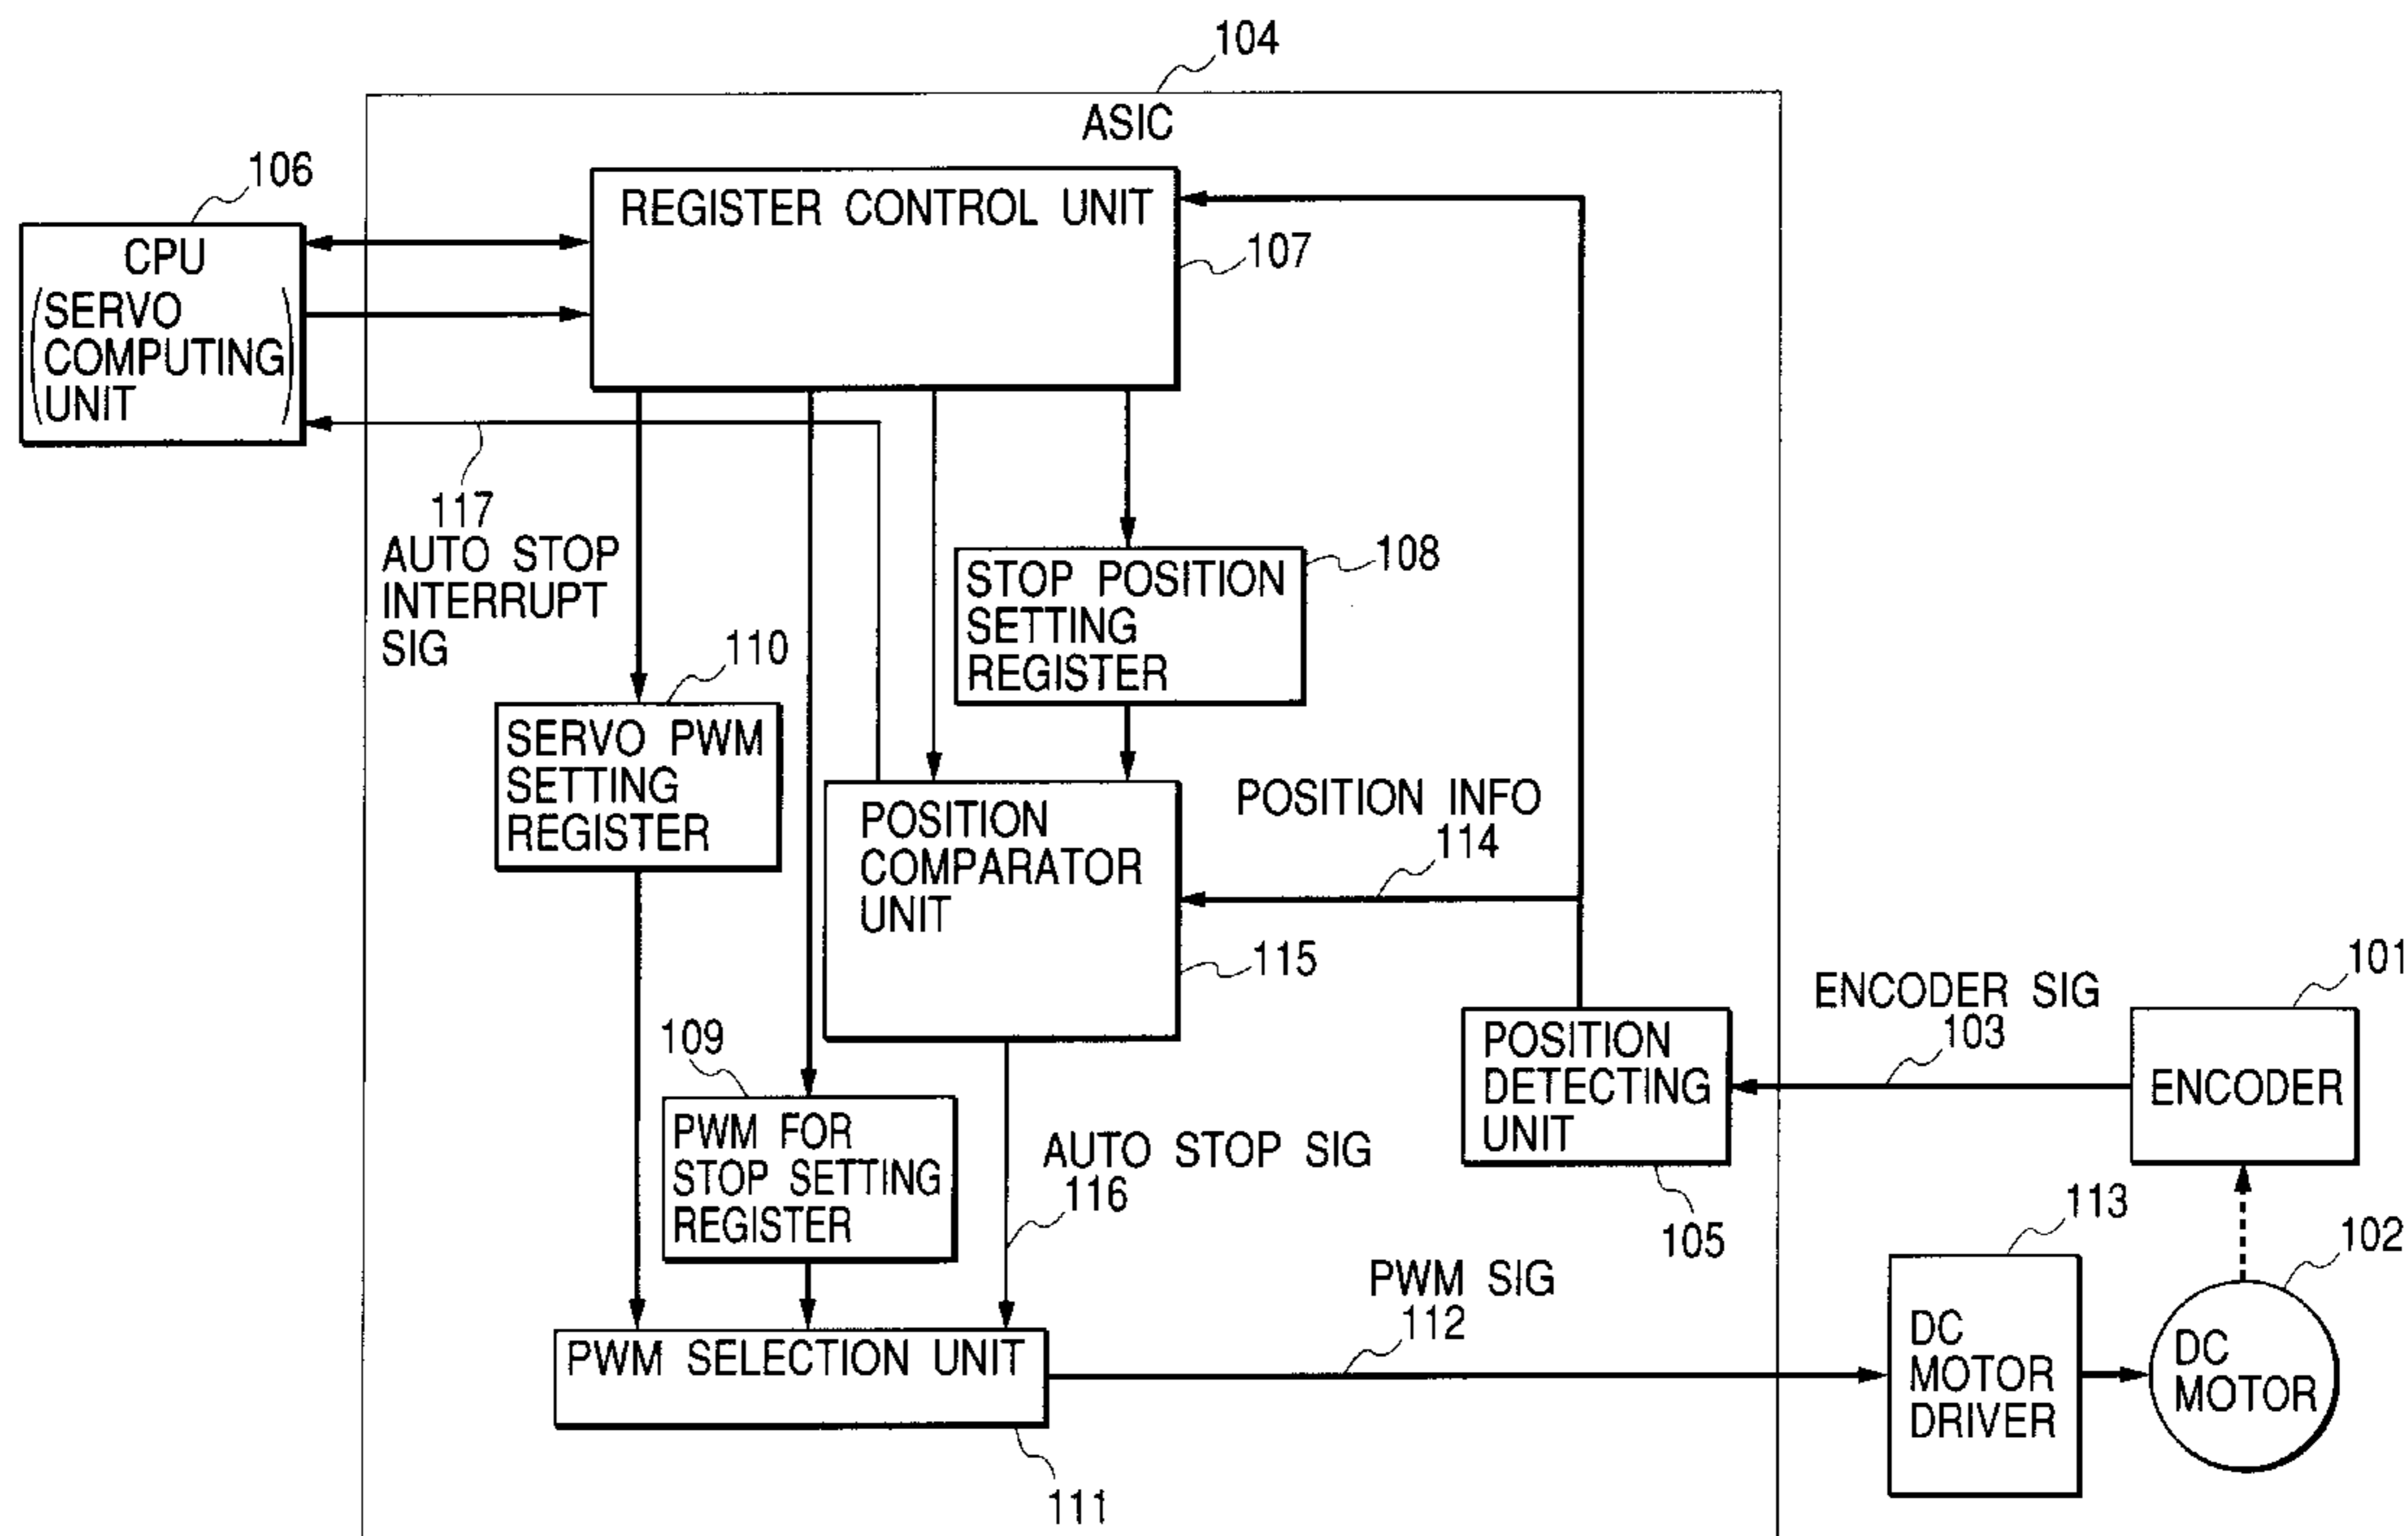 104
ASIC
106
CPU
(SERVO
COMPUTING
UNIT)
REGISTER CONTROL UNIT
107
117
AUTO STOP
INTERRUPT
SIG
108
STOP POSITION
SETTING
REGISTER
110
SERVO PWM
SETTING
REGISTER
POSITION
COMPARATOR
UNIT
POSITION INFO
114
115
109
PWM FOR
STOP SETTING
REGISTER
AUTO STOP SIG
116
POSITION
DETECTING
UNIT
105
ENCODER SIG
103
101
ENCODER
PWM SIG
112
PWM SELECTION UNIT
111
113
DC
MOTOR
DRIVER
102
DC
MOTOR